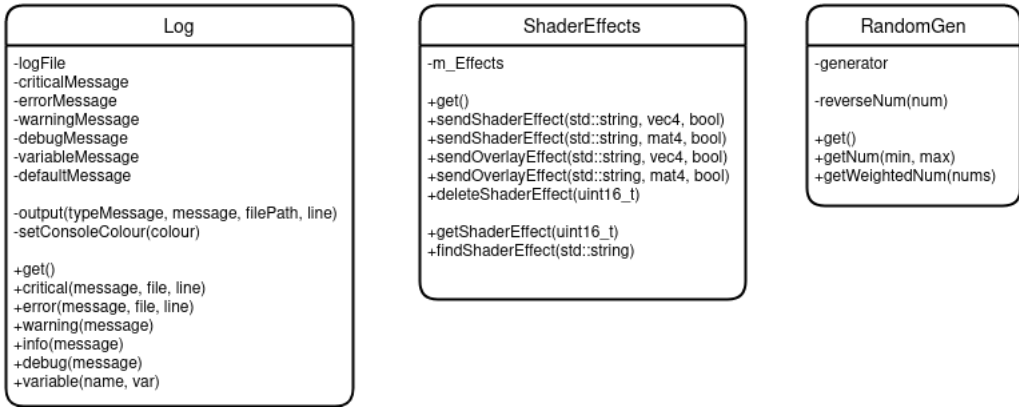 Log
-logFile
-criticalMessage
-errorMessage
-warningMessage
-debugMessage
-variableMessage
-defaultMessage
-output(typeMessage, message, filePath, line)
-setConsoleColour(colour)
+get()
+critical(message, file, line)
+error(message, file, line)
+warning(message)
+info(message)
+debug(message)
+variable(name, var)
ShaderEffects
-m_Effects
+get()
+sendShaderEffect(std::string, vec4, bool)
+sendShaderEffect(std::string, mat4, bool)
+sendOverlayEffect(std::string, vec4, bool)
+sendOverlayEffect(std::string, mat4, bool)
+deleteShaderEffect(uint16_t)
+getShaderEffect(uint16_t)
+findShaderEffect(std::string)
RandomGen
-generator
-reverseNum(num)
+get()
+getNum(min, max)
+getWeightedNum(nums)